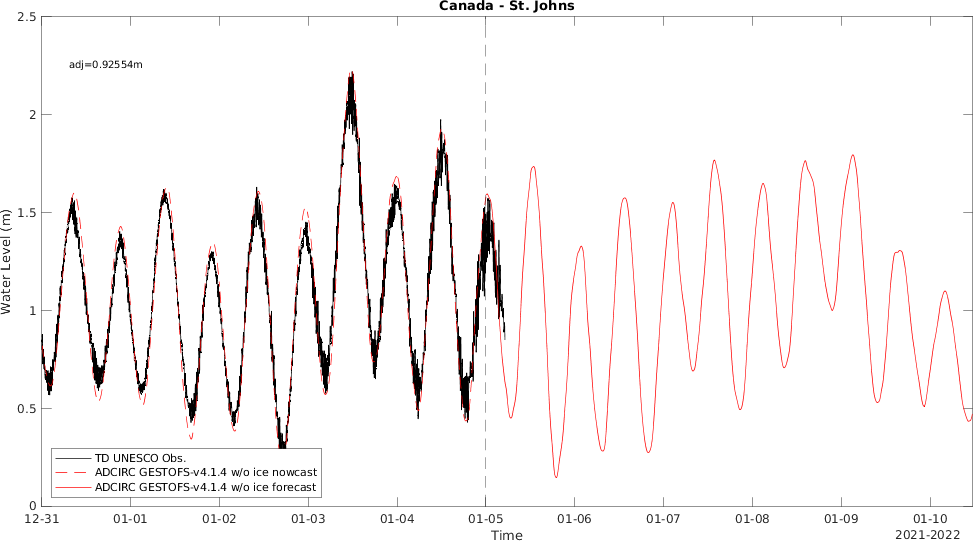 Canada - St. Johns
adj=0.92554m
2.5
2
1.5
1
0.5
0
Water Level (m)
TD UNESCO Obs.
ADCIRC GESTOFS-v4.1.4 w/o ice nowcast
ADCIRC GESTOFS-v4.1.4 w/o ice forecast
12-31 01-01 01-02 01-03 01-04 01-05 01-06 01-07 01-08 01-09 01-10
Time
2021-2022